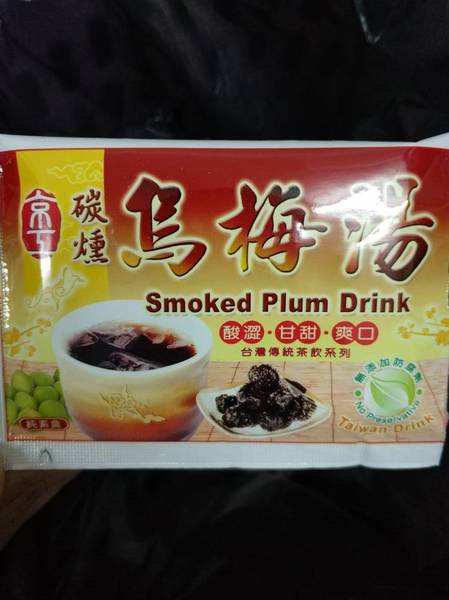 京工
碳燻
烏梅湯
Smoked Plum Drink
酸澀·甘甜·爽口
台灣傳統茶飲系列
無添加防腐劑
No Preservative
Taiwan Drink
純素食